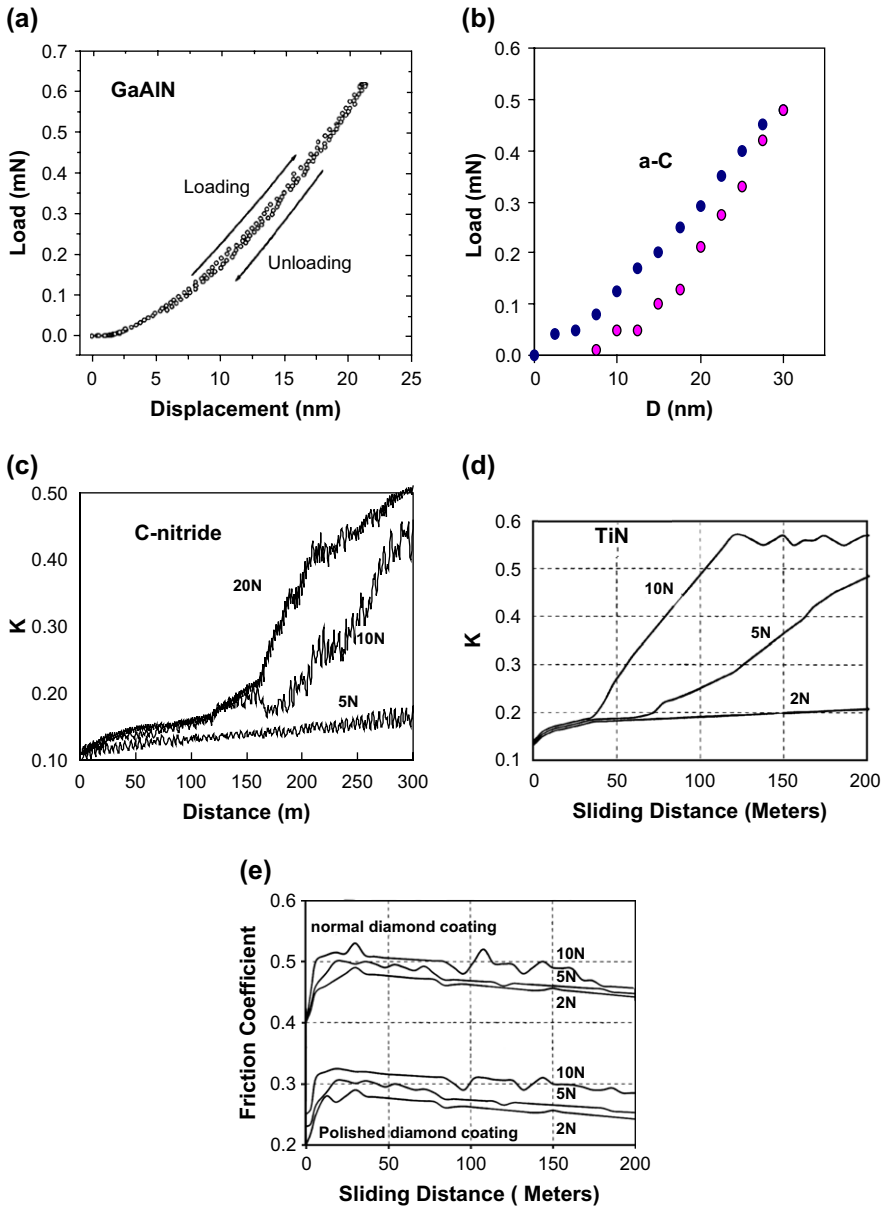 (a)
0.7
0.6
0.5
0.4
0.3
0.2
0.1
0.0
Load (mN)
GaAlN
Loading
Unloading
0 5 10 15 20 25
Displacement (nm)
(b)
0.6
0.5
0.4
0.3
0.2
0.1
0.0
Load (mN)
a-C
0 10 20 30
D (nm)
(c)
0.50
0.40
0.30
0.20
0.10
K
C-nitride
20N
10N
5N
0 50 100 150 200 250 300
Distance (m)
(d)
0.6
0.5
0.4
0.3
0.2
0.1
K
TiN
10N
5N
2N
0 50 100 150 200
Sliding Distance (Meters)
(e)
0.6
0.5
0.4
0.3
0.2
Friction Coefficient
normal diamond coating
10N
5N
2N
10N
5N
2N
Polished diamond coating
0 50 100 150 200
Sliding Distance ( Meters)